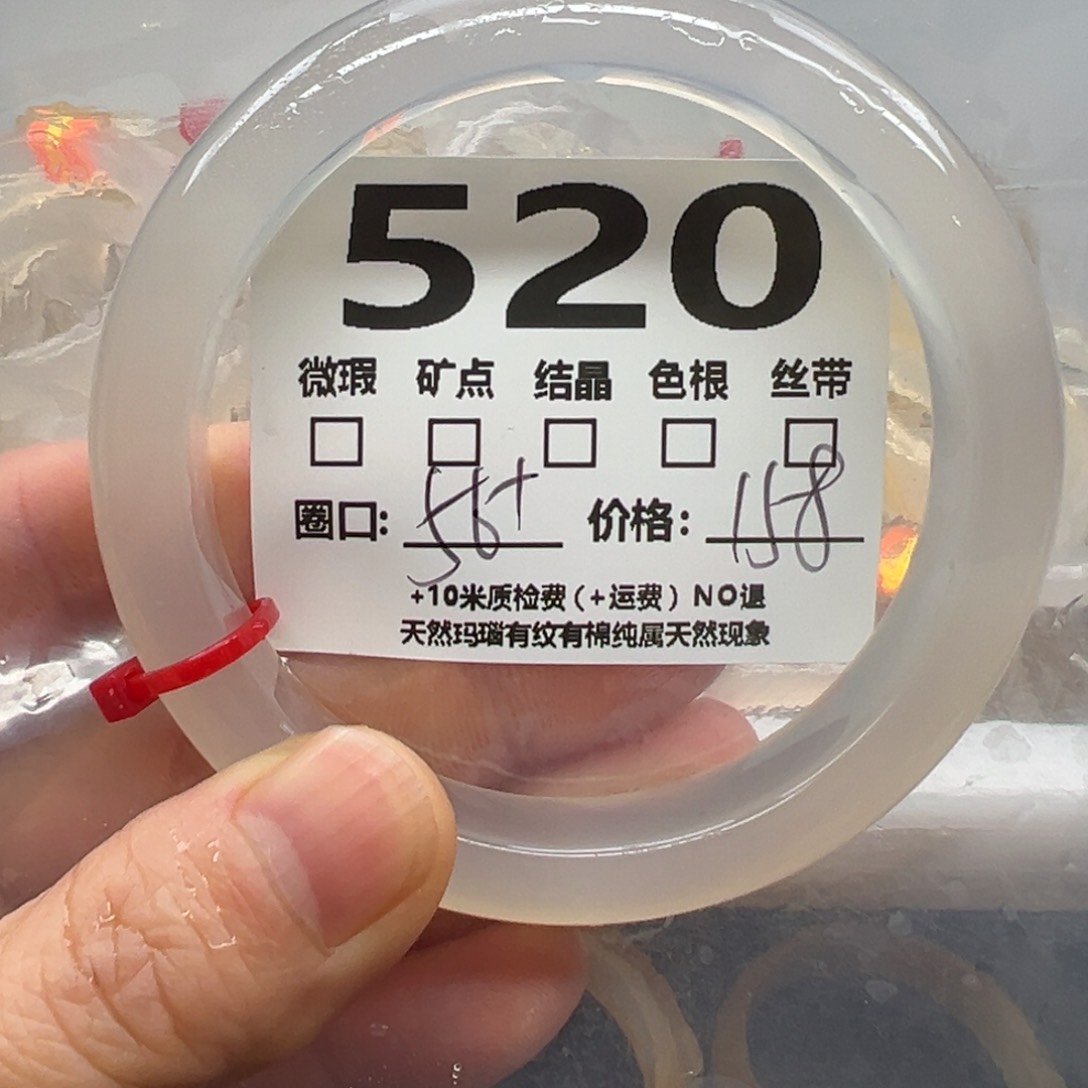 520
微瑕 矿点 结晶 色根 丝带
圈口: 56+ 价格: 158
+10米质检费(+运费) NO退
天然玛瑙有纹有棉纯属天然现象